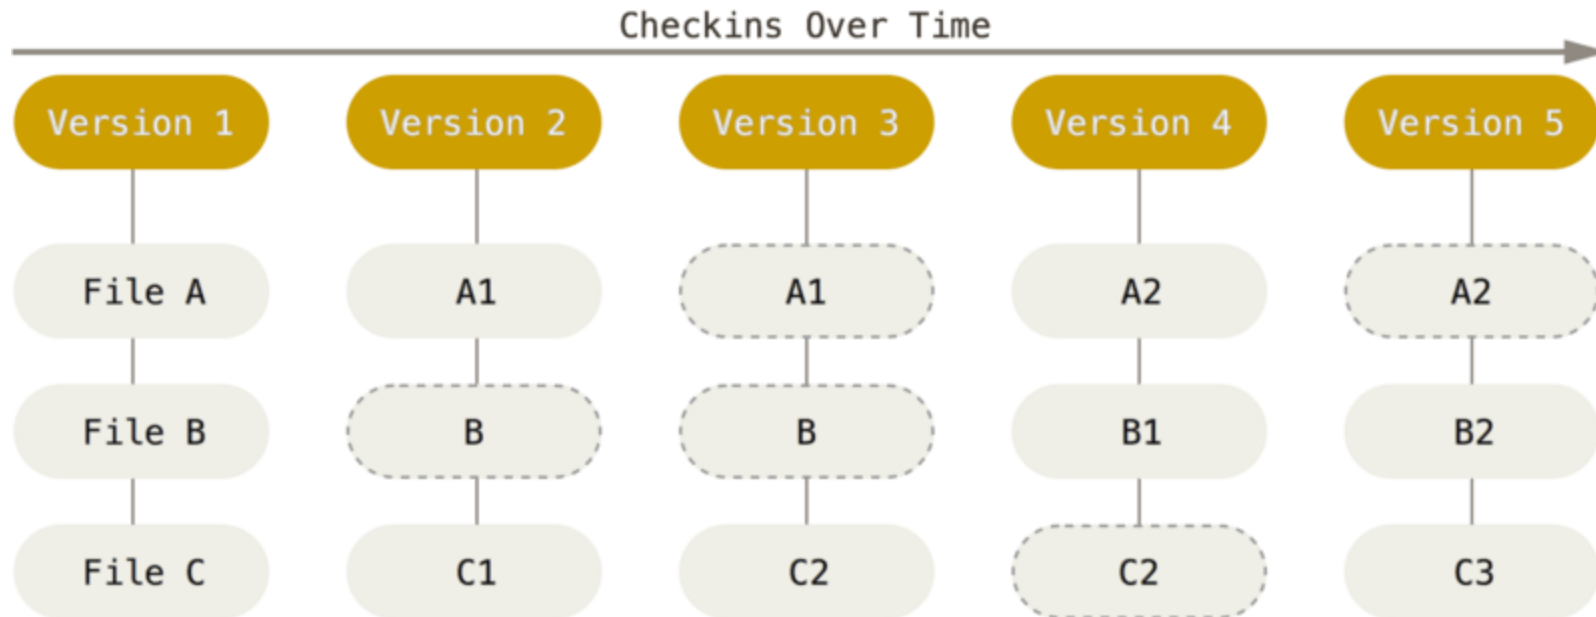 Checkins Over Time
Version 1 Version 2 Version 3 Version 4 Version 5
File A A1 A1 A2 A2
File B B B B1 B2
File C C1 C2 C2 C3